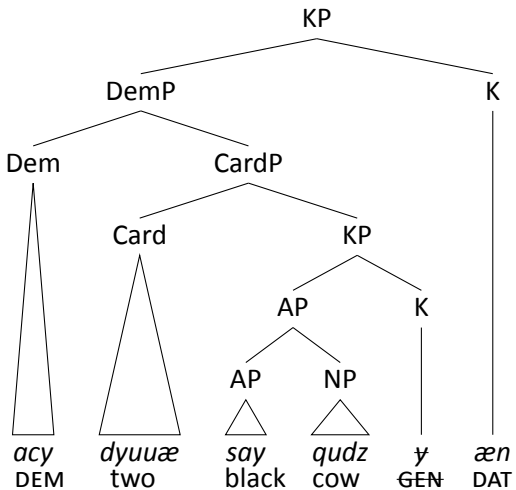 KP
DemP K
Dem CardP
Card KP
AP K
AP NP
acy dyuuæ say qudz y æn
DEM two black cow GEN DAT